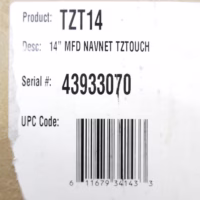 Product: TZT14
Desc: 14" MFD NAVNET TZTOUCH
Serial #: 43933070
UPC Code:
6 11679 34143 3